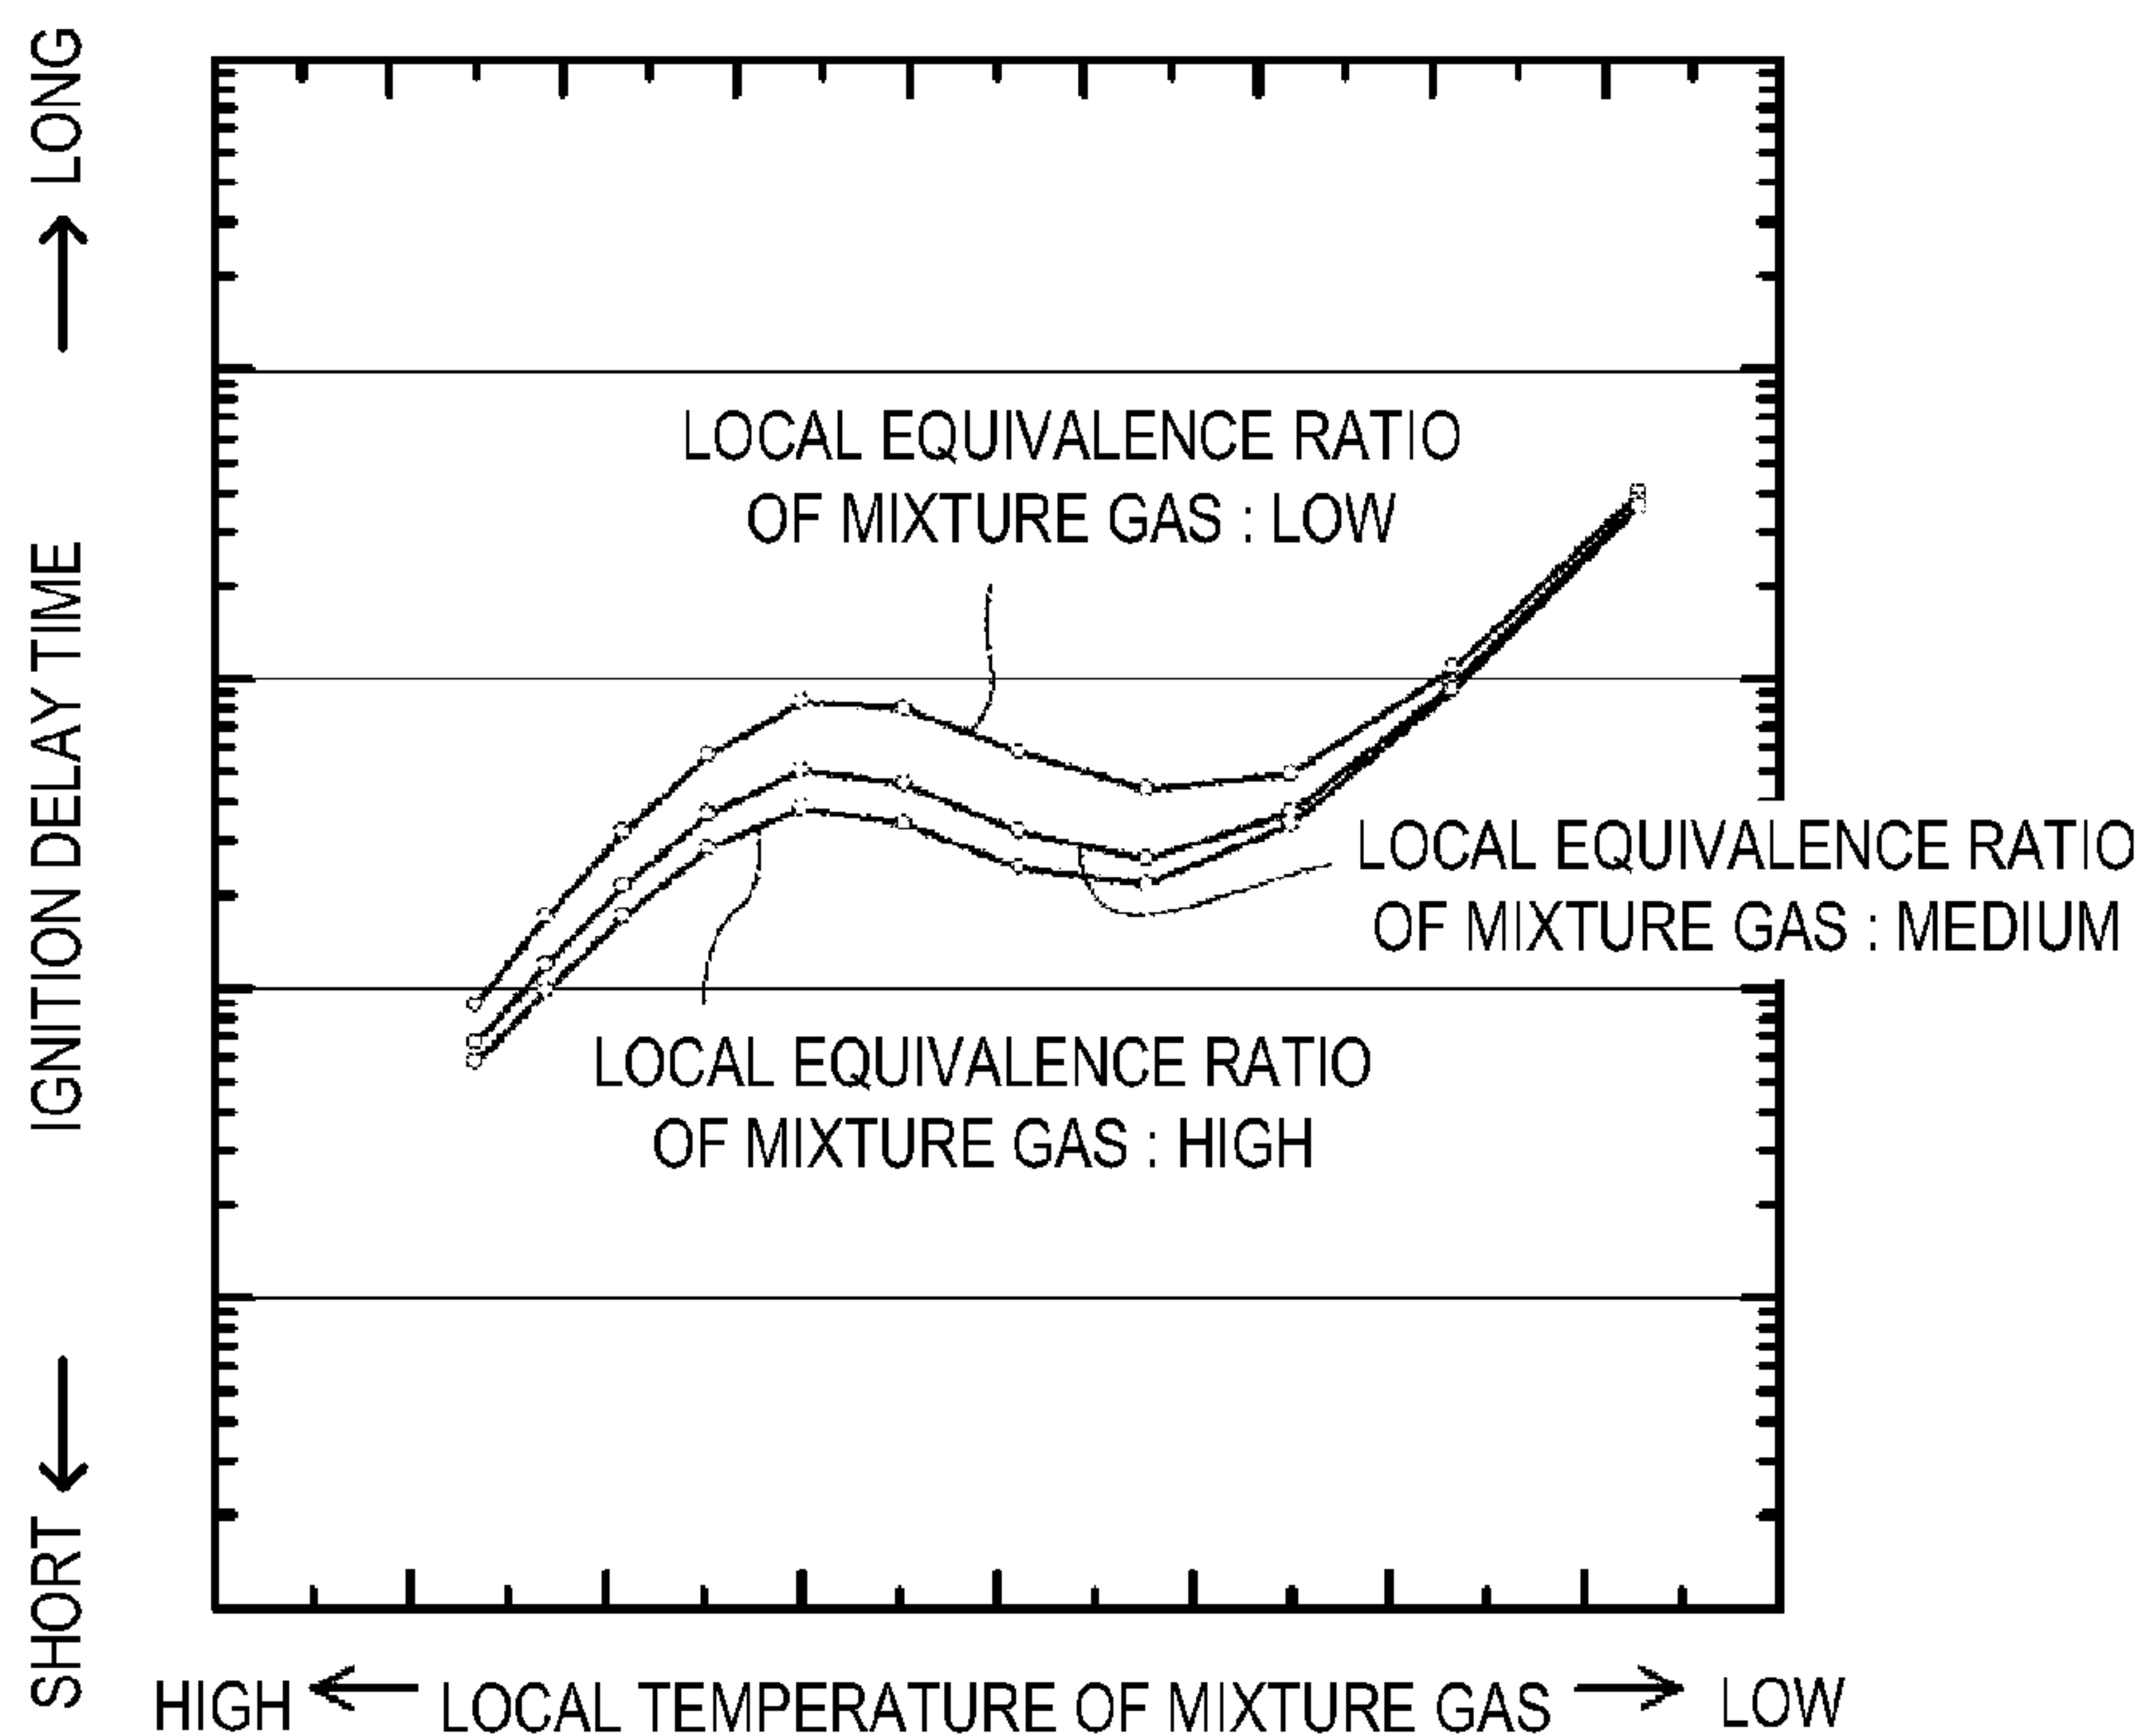 LONG
IGNITION DELAY TIME
SHORT
LOCAL EQUIVALENCE RATIO
OF MIXTURE GAS : LOW
LOCAL EQUIVALENCE RATIO
OF MIXTURE GAS : MEDIUM
LOCAL EQUIVALENCE RATIO
OF MIXTURE GAS : HIGH
HIGH ← LOCAL TEMPERATURE OF MIXTURE GAS → LOW